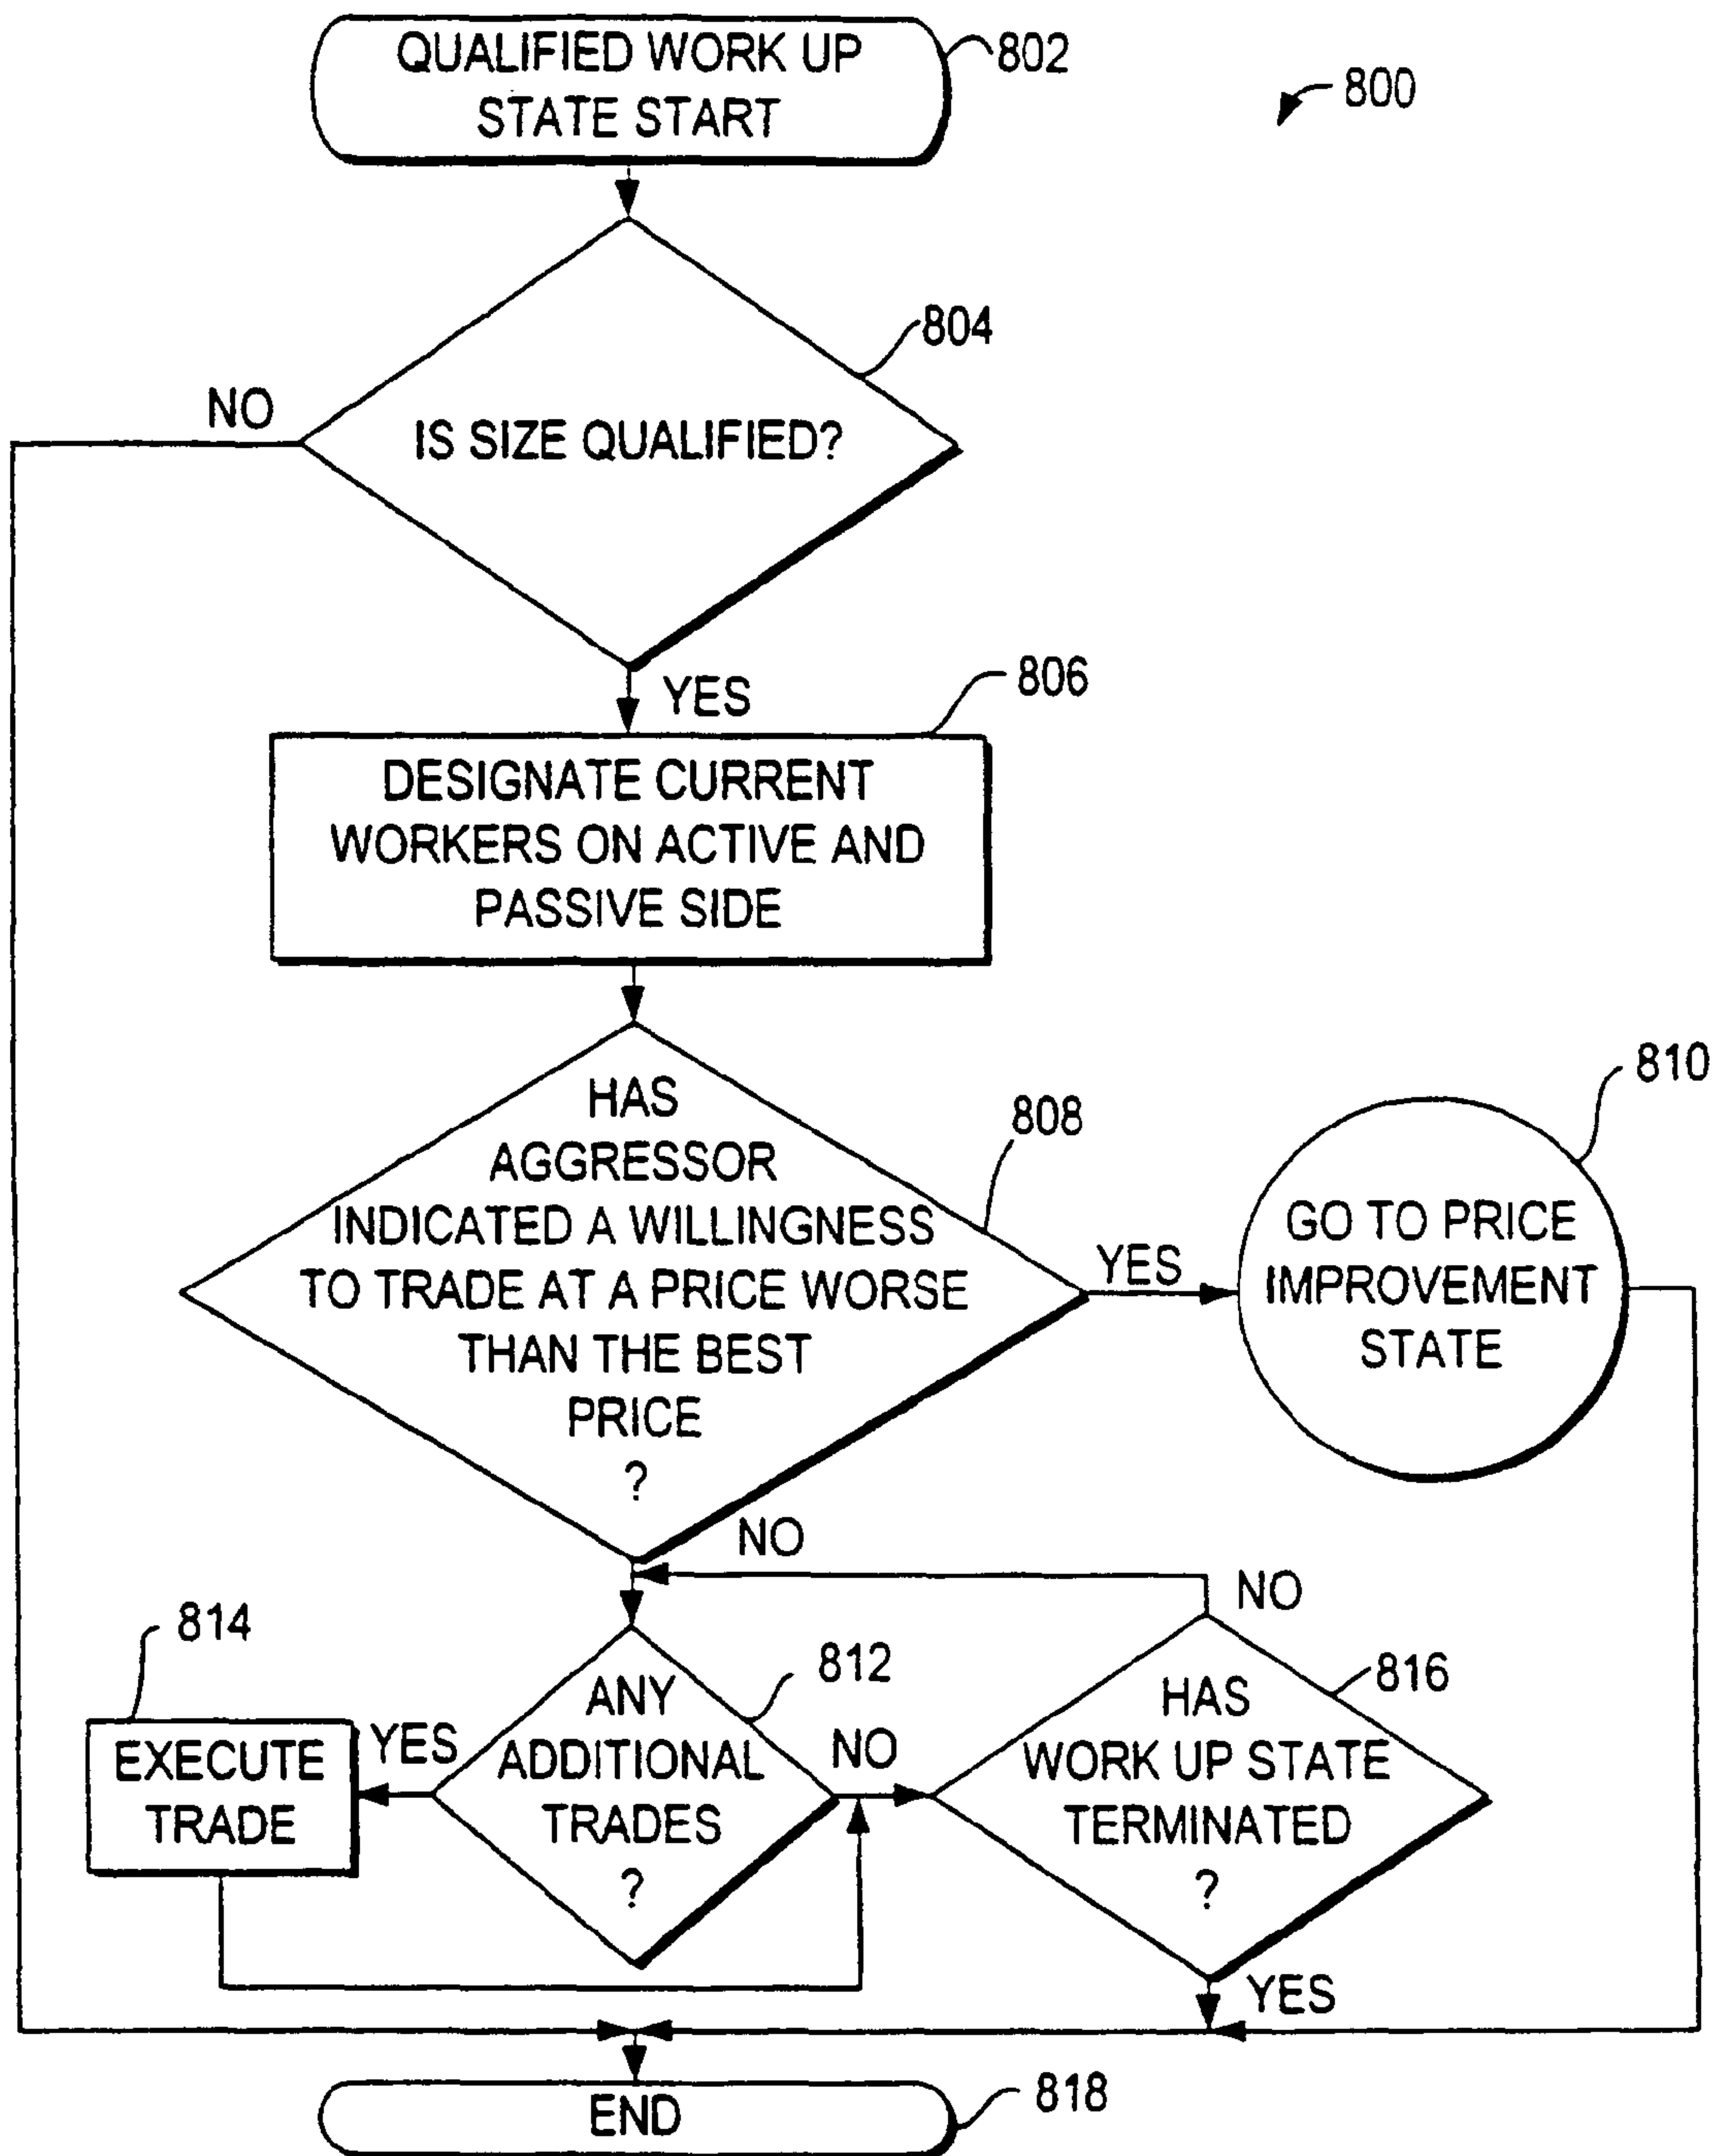 QUALIFIED WORK UP
STATE START
802
800
804
NO
IS SIZE QUALIFIED?
YES
806
DESIGNATE CURRENT
WORKERS ON ACTIVE AND
PASSIVE SIDE
808
810
HAS
AGGRESSOR
INDICATED A WILLINGNESS
TO TRADE AT A PRICE WORSE
THAN THE BEST
PRICE
?
YES
GO TO PRICE
IMPROVEMENT
STATE
NO
NO
814
812
816
EXECUTE
TRADE
YES
ANY
ADDITIONAL
TRADES
?
NO
HAS
WORK UP STATE
TERMINATED
?
YES
END
818